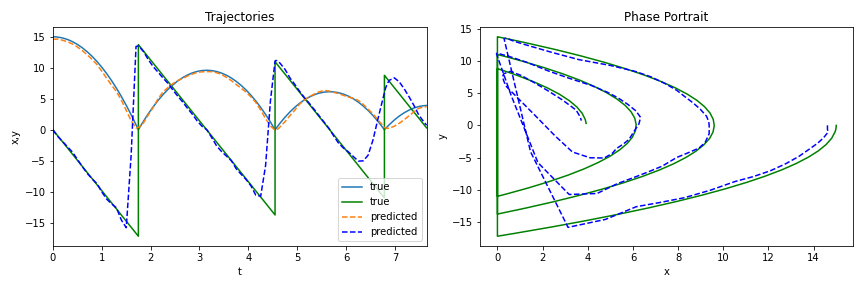 Trajectories
x,y
15
10
5
0
−5
−10
−15
true
true
predicted
predicted
0 1 2 3 4 5 6 7
t
Phase Portrait
y
15
10
5
0
−5
−10
−15
0 2 4 6 8 10 12 14
x